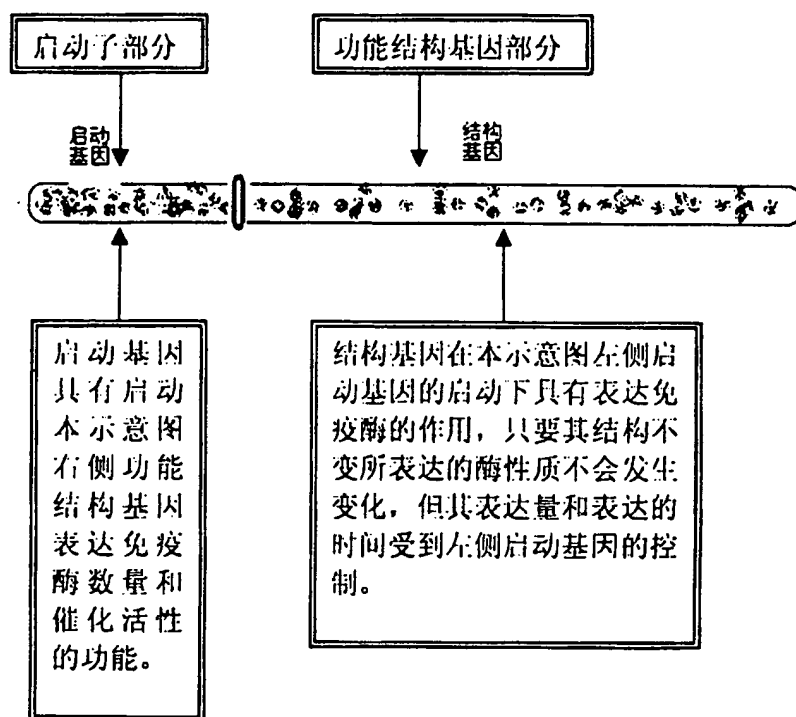 启动子部分
功能结构基因部分
启动
基因
结构
基因
启动基因
具有启动
本示意图
右侧功能
结构基因
表达免疫
酶数量和
催化活性
的功能。
结构基因在本示意图左侧启
动基因的启动下具有表达免
疫酶的作用，只要其结构不
变所表达的酶性质不会发生
变化，但其表达量和表达的
时间受到左侧启动基因的控
制。